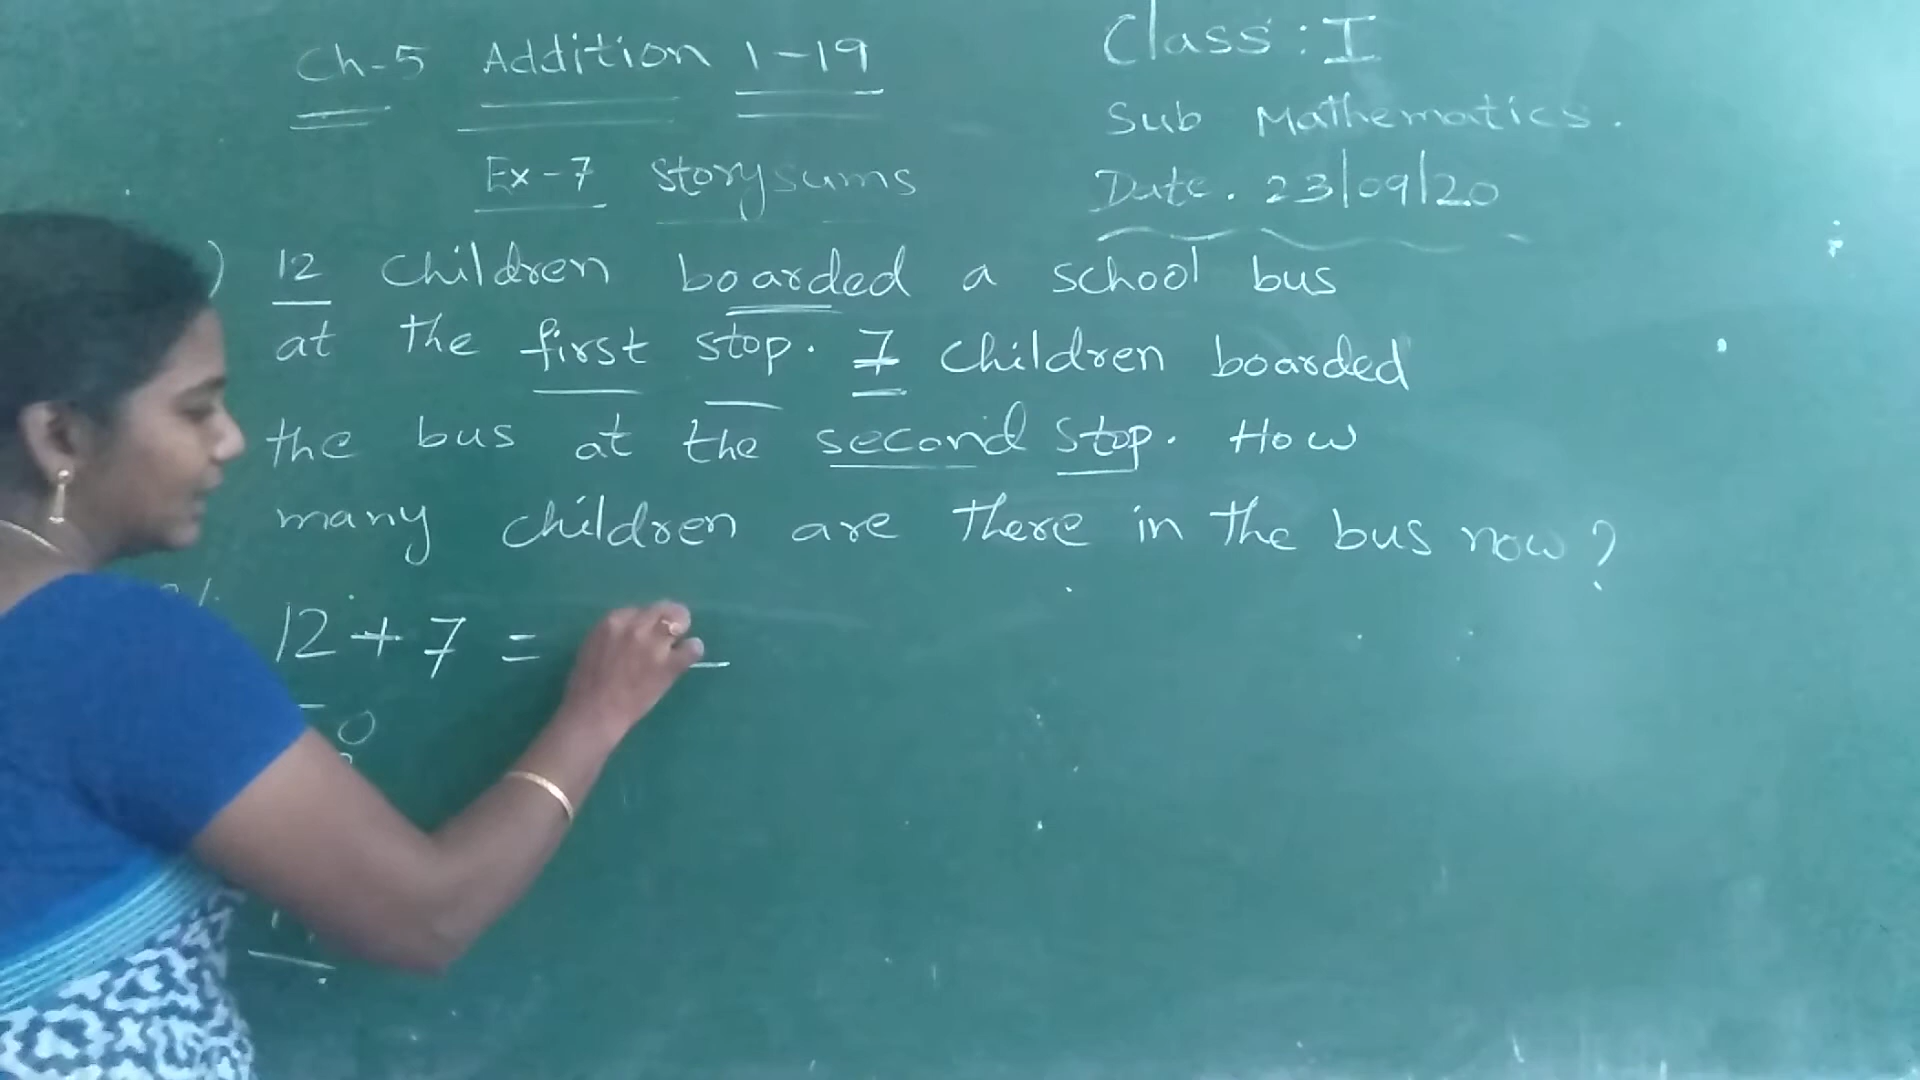 Ch-5 Addition 1-19
Class : I
Sub Mathematics.
Ex-7 Storysums
Date. 23/09/20
) 12 children boarded a school bus
at the first stop. 7 children boarded
the bus at the second stop. How
many children are there in the bus now?
12 + 7 =
0